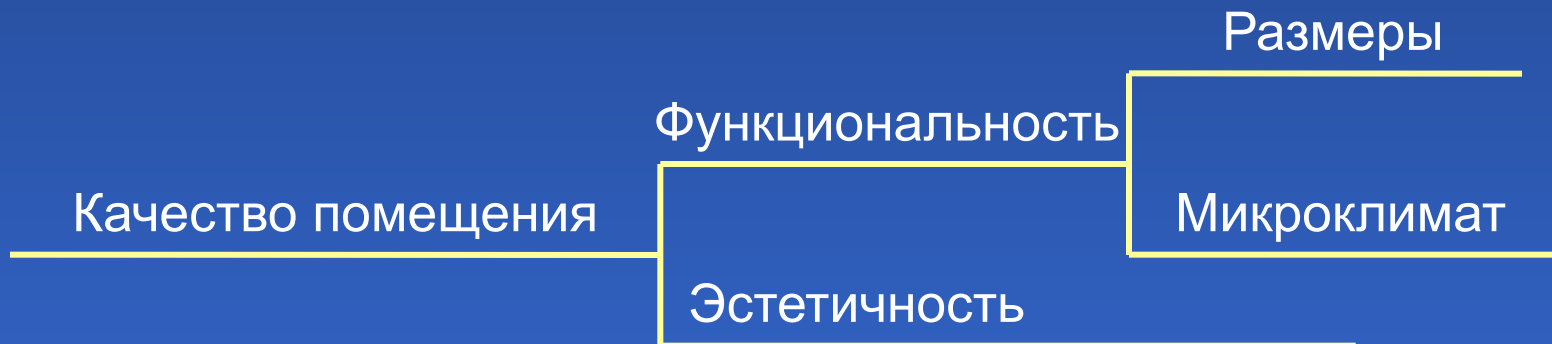 Размеры
Функциональность
Качество помещения
Микроклимат
Эстетичность